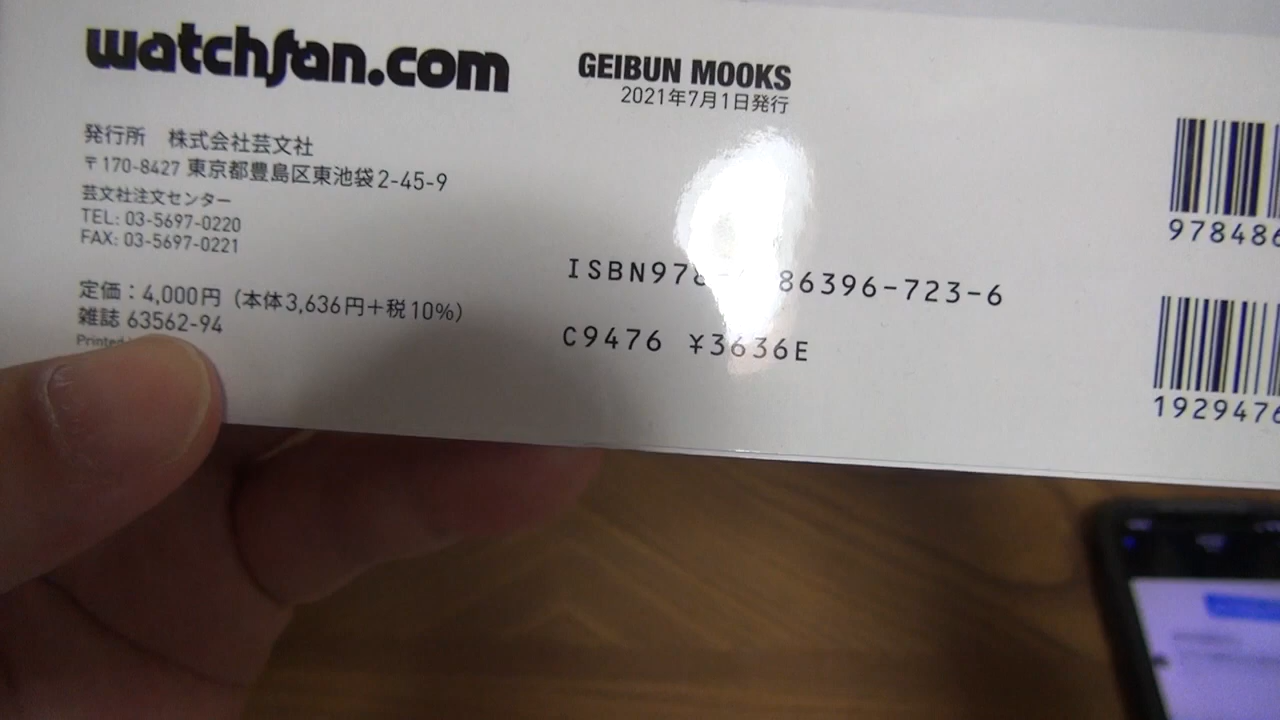 watchfan.com
GEIBUN MOOKS
2021年7月1日発行
発行所 株式会社芸文社
〒170-8427 東京都豊島区東池袋2-45-9
芸文社注文センター
TEL: 03-5697-0220
FAX: 03-5697-0221
定価：4,000円（本体3,636円＋税10%）
雑誌 63562-94
Printed
ISBN978- 86396-723-6
C9476 ¥3636E
978486
1929476